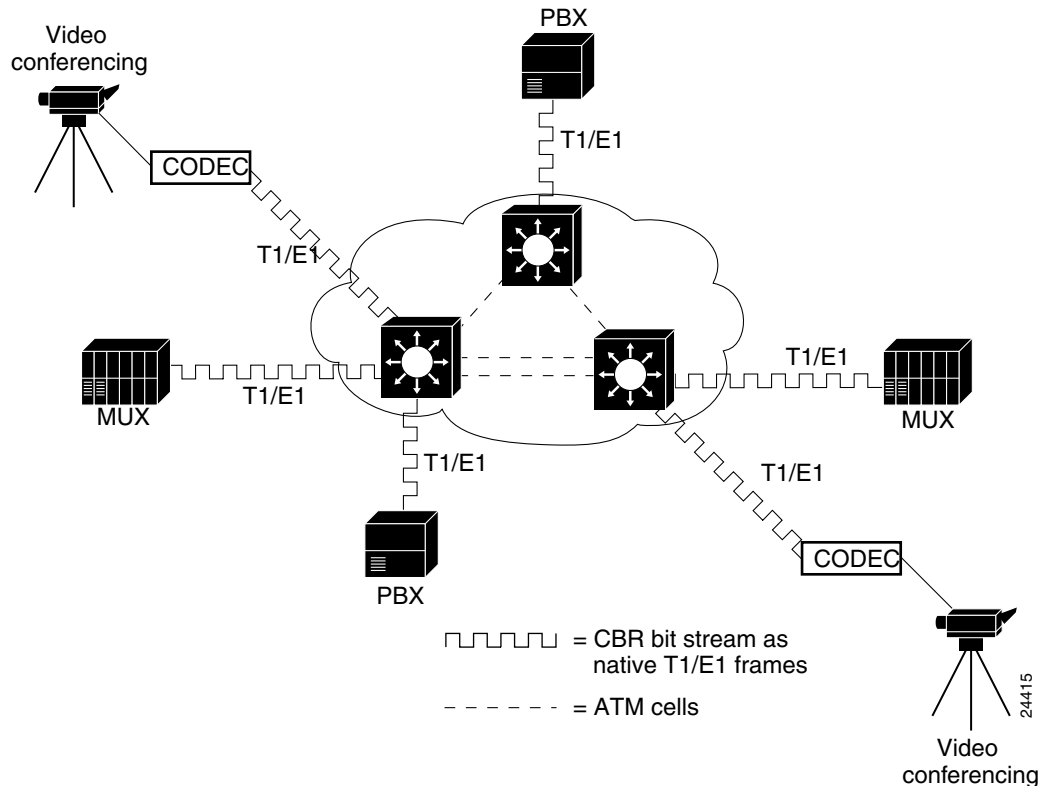 PBX
Video
conferencing
T1/E1
CODEC
T1/E1
T1/E1
T1/E1
MUX
MUX
T1/E1
T1/E1
CODEC
PBX
= CBR bit stream as
native T1/E1 frames
= ATM cells
24415
Video
conferencing